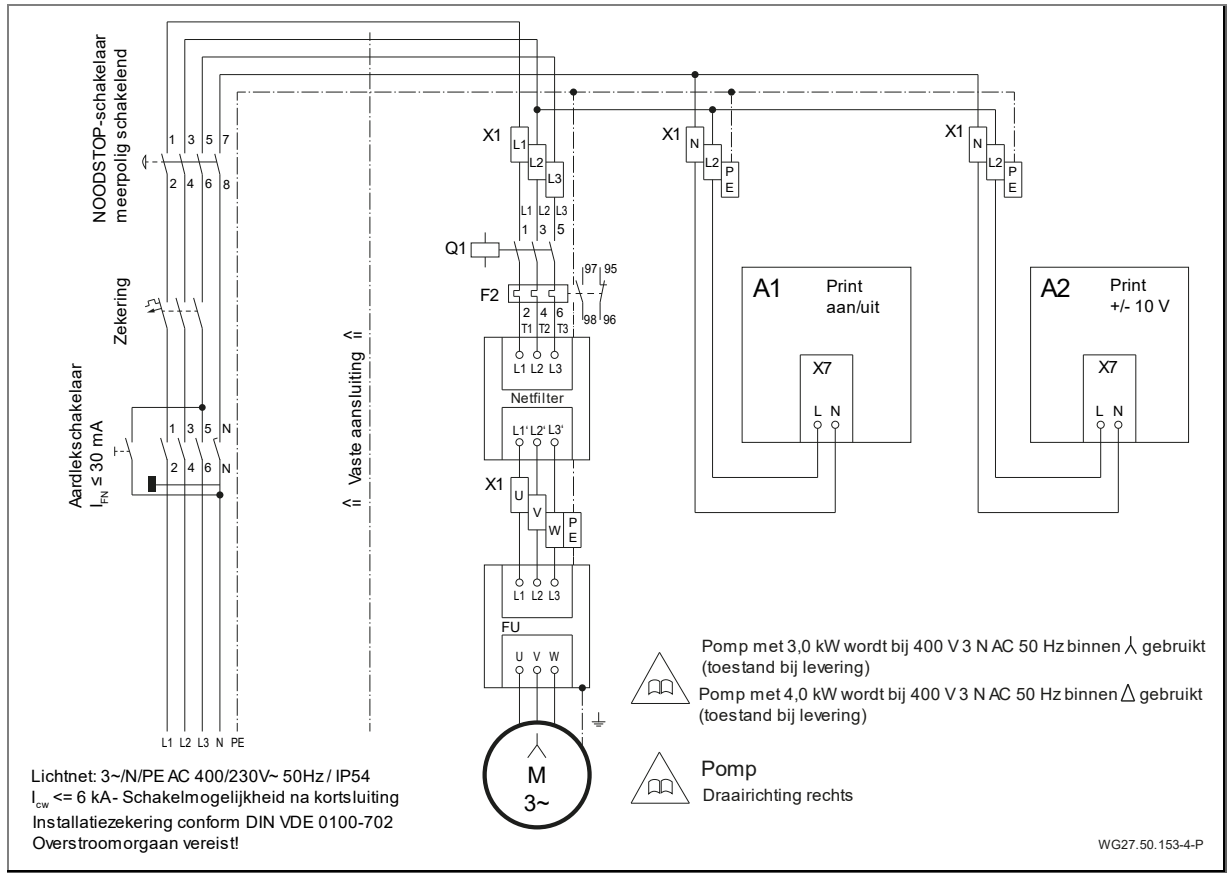 NOODSTOP-schakelaar
meerpolig schakelend
1 3 5 7
2 4 6 8
Zekering
Aardlekschakelaar
I_FN ≤ 30 mA
1 3 5 N
2 4 6 N
L1 L2 L3 N PE
<= Vaste aansluiting <=
X1
L1
L2
L3
L1 L2 L3
1 3 5
Q1
97 95
F2
98 96
2 4 6
T1 T2 T3
L1 L2 L3
Netfilter
L1' L2' L3'
X1
U
V
W
PE
L1 L2 L3
FU
U V W
M
3~
X1
N
L2
PE
A1
Print
aan/uit
X7
L N
X1
N
L2
PE
A2
Print
+/- 10 V
X7
L N
Pomp met 3,0 kW wordt bij 400 V 3 N AC 50 Hz binnen ⅄ gebruikt
(toestand bij levering)
Pomp met 4,0 kW wordt bij 400 V 3 N AC 50 Hz binnen Δ gebruikt
(toestand bij levering)
Pomp
Draairichting rechts
Lichtnet: 3~/N/PE AC 400/230V~ 50Hz / IP54
I_cw <= 6 kA- Schakelmogelijkheid na kortsluiting
Installatiezekering conform DIN VDE 0100-702
Overstroomorgaan vereist!
WG27.50.153-4-P